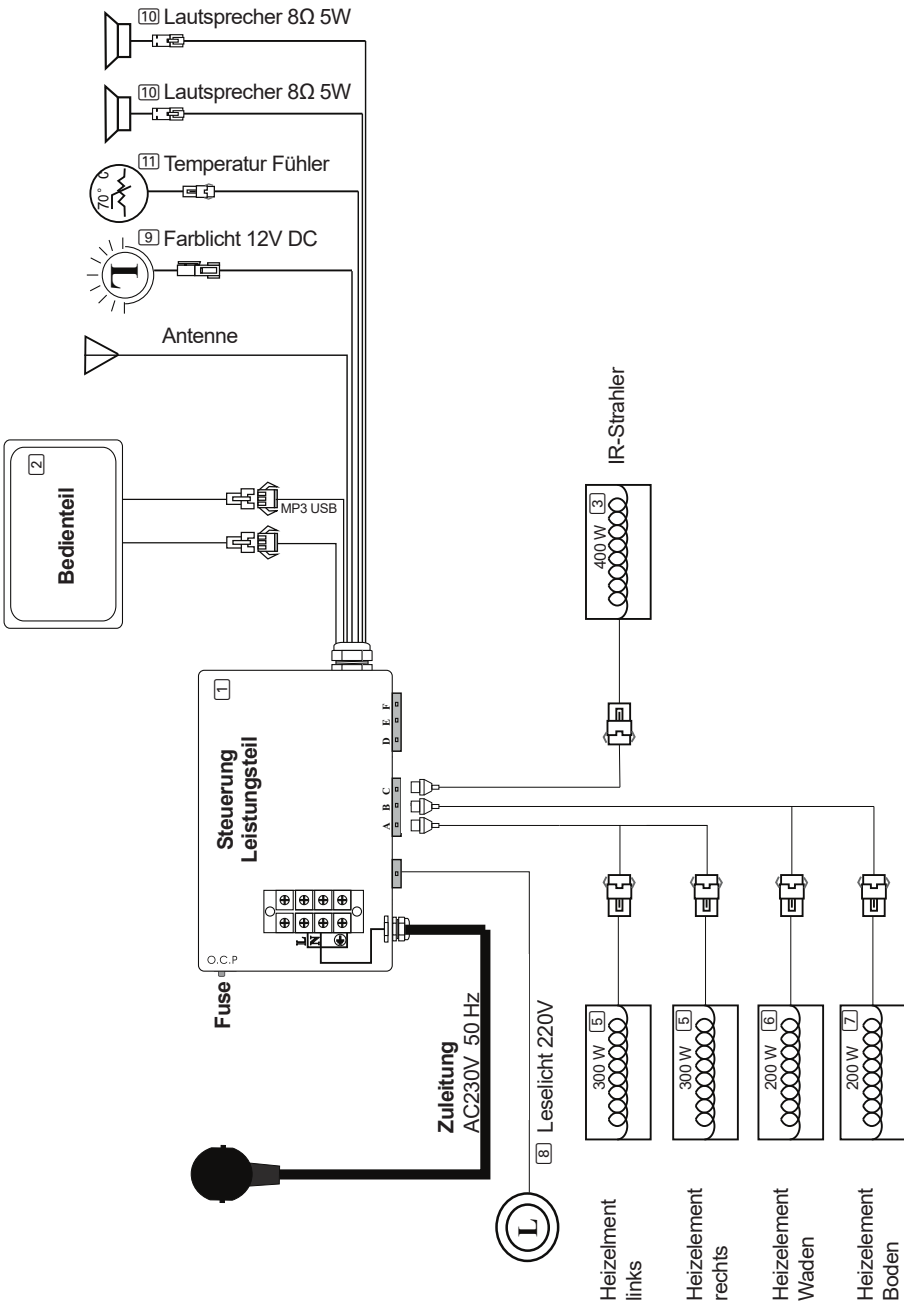 10 Lautsprecher 8Ω 5W
10 Lautsprecher 8Ω 5W
11 Temperatur Fühler
70° C
9 Farblicht 12V DC
L
Antenne
2
Bedienteil
MP3 USB
1
Steuerung
Leistungsteil
L
N
O.C.P
Fuse
A B C
D E F
Zuleitung
AC230V 50 Hz
8 Leselicht 220V
L
IR-Strahler
3
400 W
5
300 W
Heizelment
links
5
300 W
Heizelement
rechts
6
200 W
Heizelement
Waden
7
200 W
Heizelement
Boden